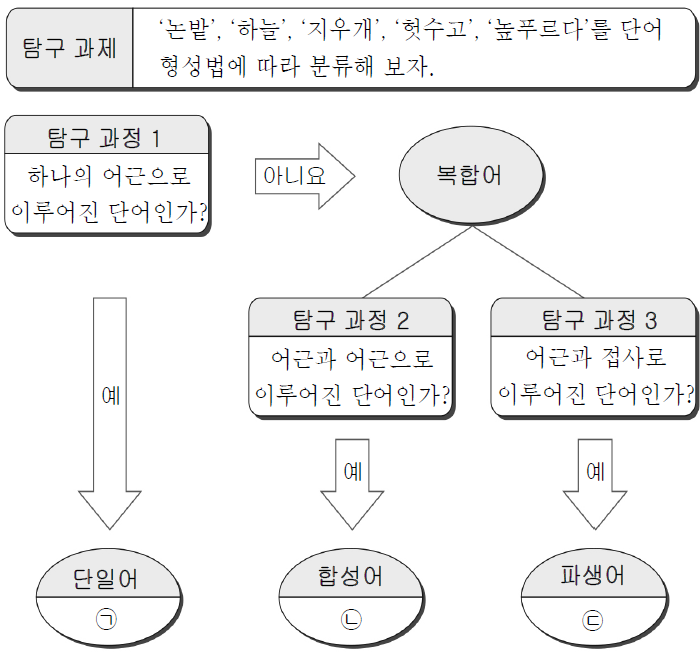 탐구 과제
‘논밭’, ‘하늘’, ‘지우개’, ‘헛수고’, ‘높푸르다’를 단어
형성법에 따라 분류해 보자.
탐구 과정 1
하나의 어근으로
이루어진 단어인가?
아니요
복합어
예
탐구 과정 2
어근과 어근으로
이루어진 단어인가?
탐구 과정 3
어근과 접사로
이루어진 단어인가?
예
예
단일어
㉠
합성어
㉡
파생어
㉢